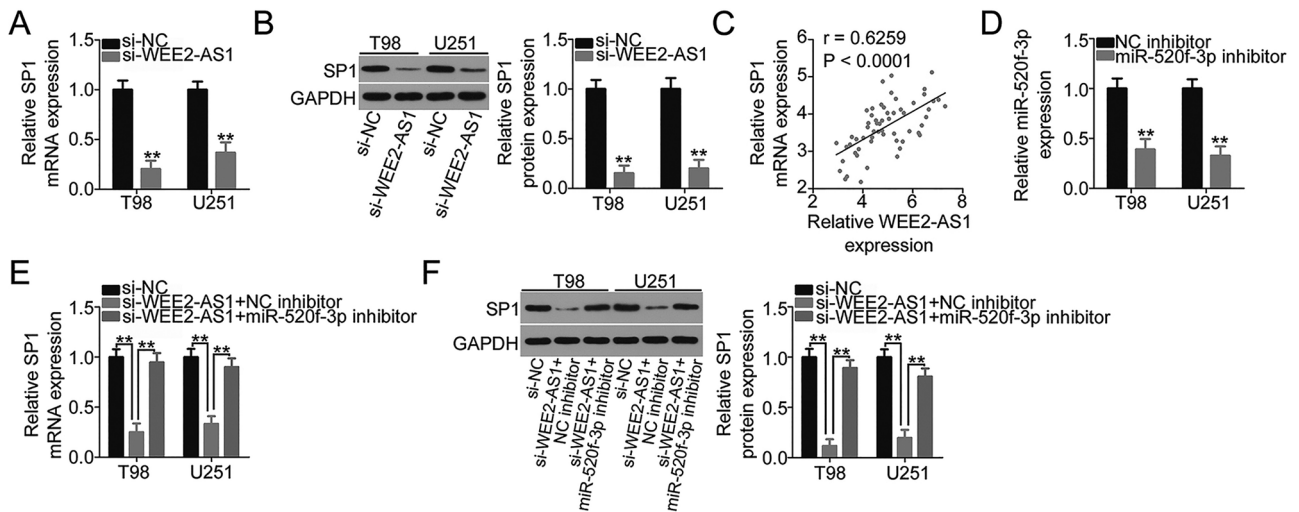 A
si-NC
si-WEE2-AS1
Relative SP1
mRNA expression
1.5
1.0
0.5
0.0
**
**
T98
U251
B
T98
U251
SP1
GAPDH
si-NC
si-WEE2-AS1
si-NC
si-WEE2-AS1
si-NC
si-WEE2-AS1
Relative SP1
protein expression
1.5
1.0
0.5
0.0
**
**
T98
U251
C
r = 0.6259
P < 0.0001
Relative SP1
mRNA expression
6
5
4
3
2
2
3
4
5
6
7
8
Relative WEE2-AS1
expression
D
NC inhibitor
miR-520f-3p inhibitor
Relative miR-520f-3p
expression
1.5
1.0
0.5
0.0
**
**
T98
U251
E
si-NC
si-WEE2-AS1+NC inhibitor
si-WEE2-AS1+miR-520f-3p inhibitor
Relative SP1
mRNA expression
1.5
1.0
0.5
0.0
**
**
**
**
T98
U251
F
T98
U251
SP1
GAPDH
si-NC
si-WEE2-AS1+
NC inhibitor
si-WEE2-AS1+
miR-520f-3p inhibitor
si-NC
si-WEE2-AS1+
NC inhibitor
si-WEE2-AS1+
miR-520f-3p inhibitor
si-NC
si-WEE2-AS1+NC inhibitor
si-WEE2-AS1+miR-520f-3p inhibitor
Relative SP1
protein expression
1.5
1.0
0.5
0.0
**
**
**
**
T98
U251